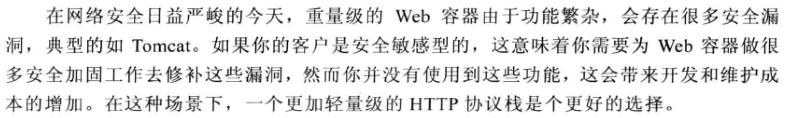 在网络安全日益严峻的今天，重量级的 Web 容器由于功能繁杂，会存在很多安全漏
洞，典型的如 Tomcat。如果你的客户是安全敏感型的，这意味着你需要为 Web 容器做很
多安全加固工作去修补这些漏洞，然而你并没有使用到这些功能，这会带来开发和维护成
本的增加。在这种场景下，一个更加轻量级的 HTTP 协议栈是个更好的选择。